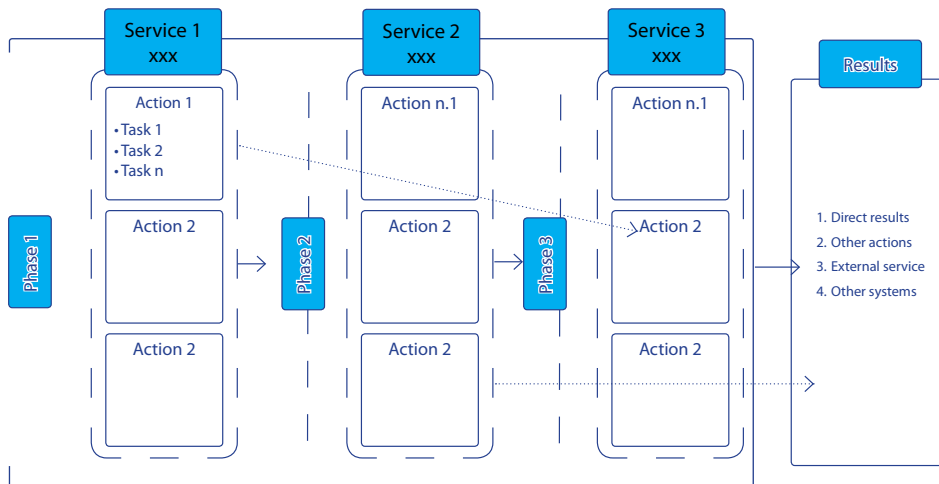 Service 1
xxx
Service 2
xxx
Service 3
xxx
Results
Action 1
• Task 1
• Task 2
• Task n
Action n.1
Action n.1
Phase 1
Action 2
Phase 2
Action 2
Phase 3
Action 2
1. Direct results
2. Other actions
3. External service
4. Other systems
Action 2
Action 2
Action 2